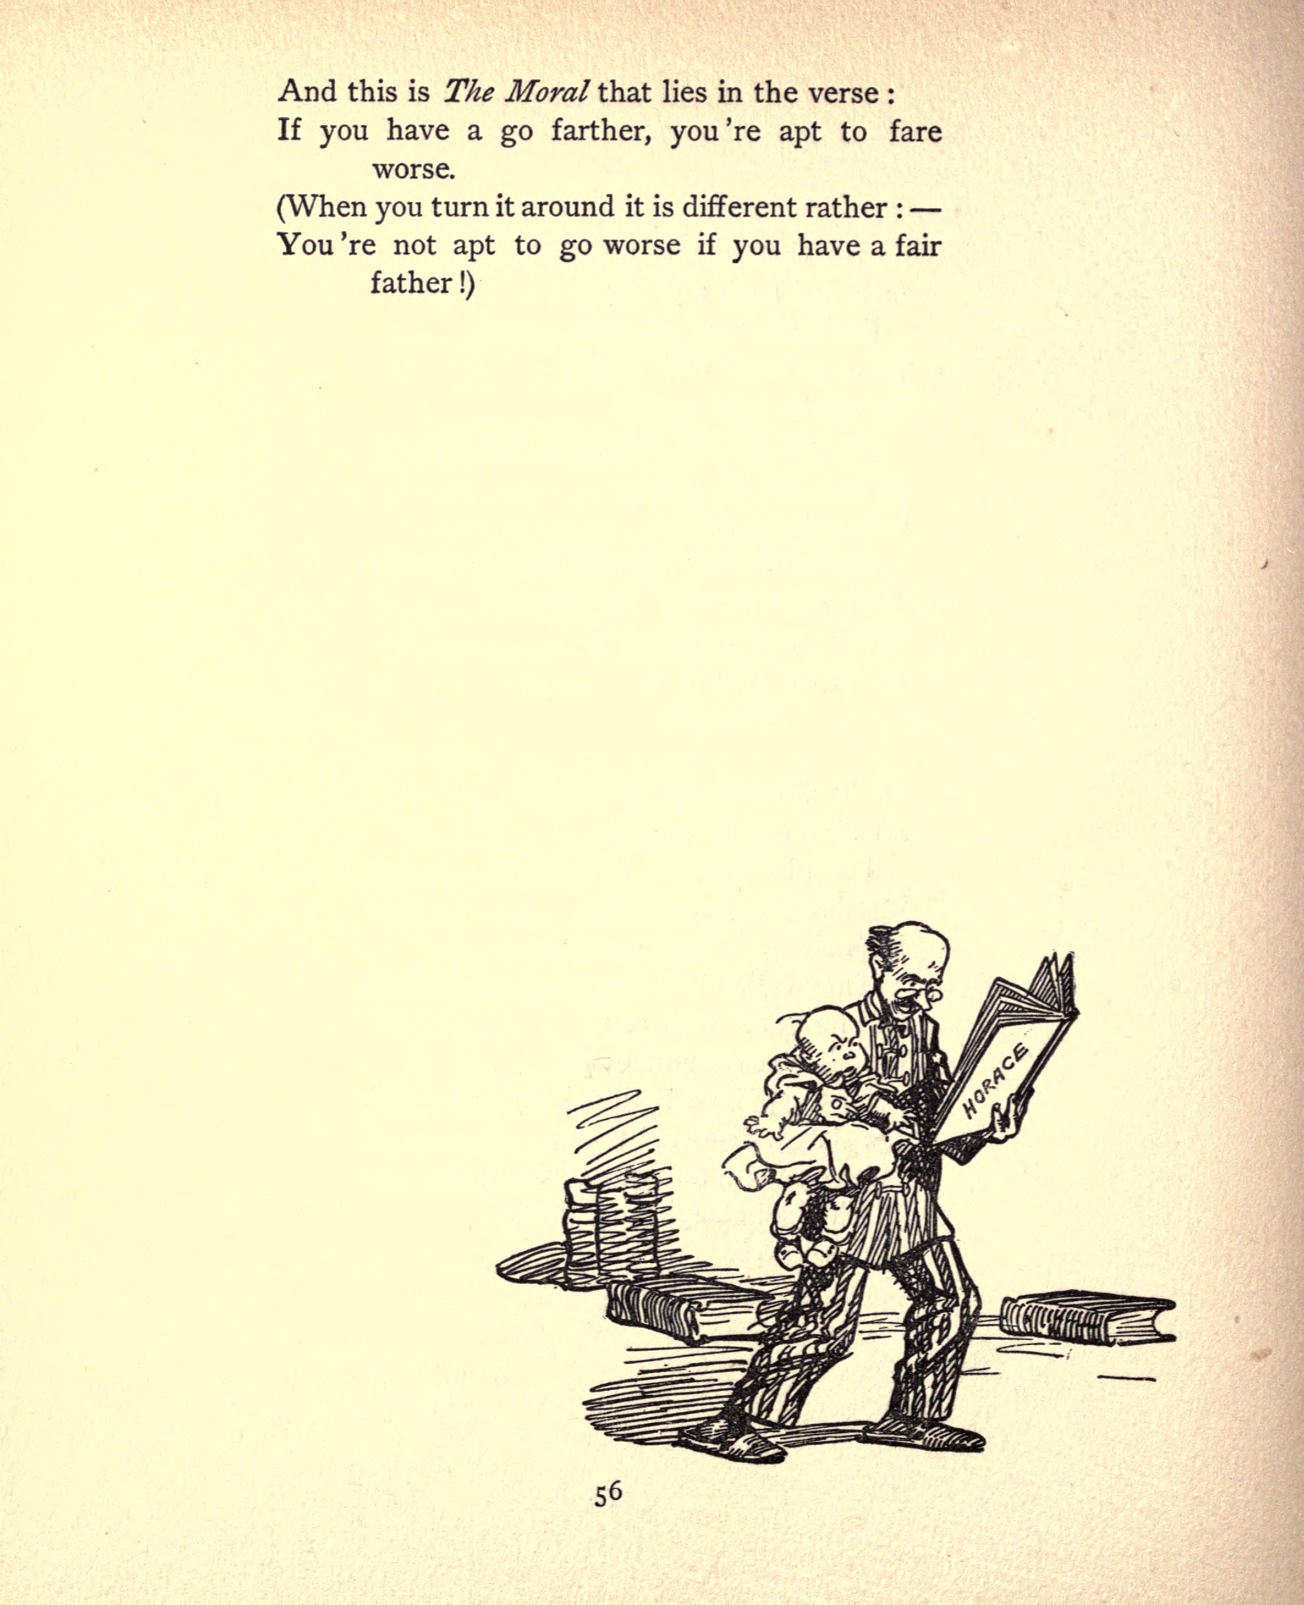 And this is The Moral that lies in the verse :
If you have a go farther, you're apt to fare
worse.
(When you turn it around it is different rather : —
You're not apt to go worse if you have a fair
father !)
HORACE
56